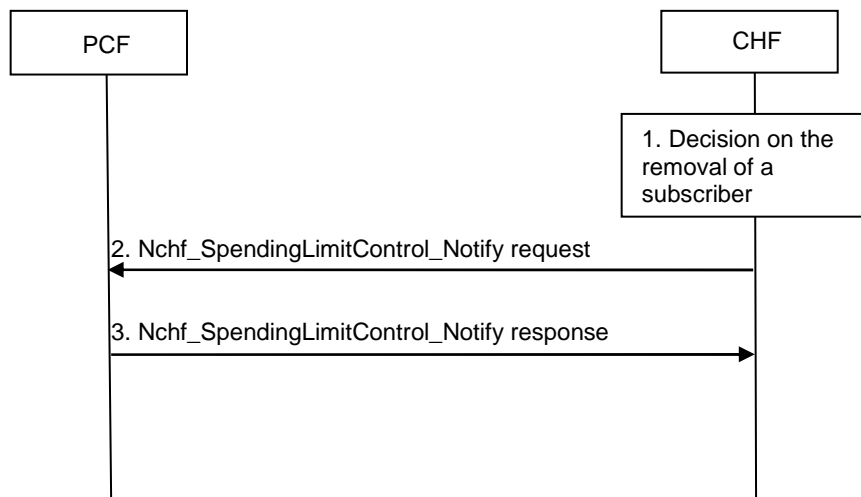 PCF
CHF
1. Decision on the
removal of a
subscriber
2. Nchf_SpendingLimitControl_Notify request
3. Nchf_SpendingLimitControl_Notify response